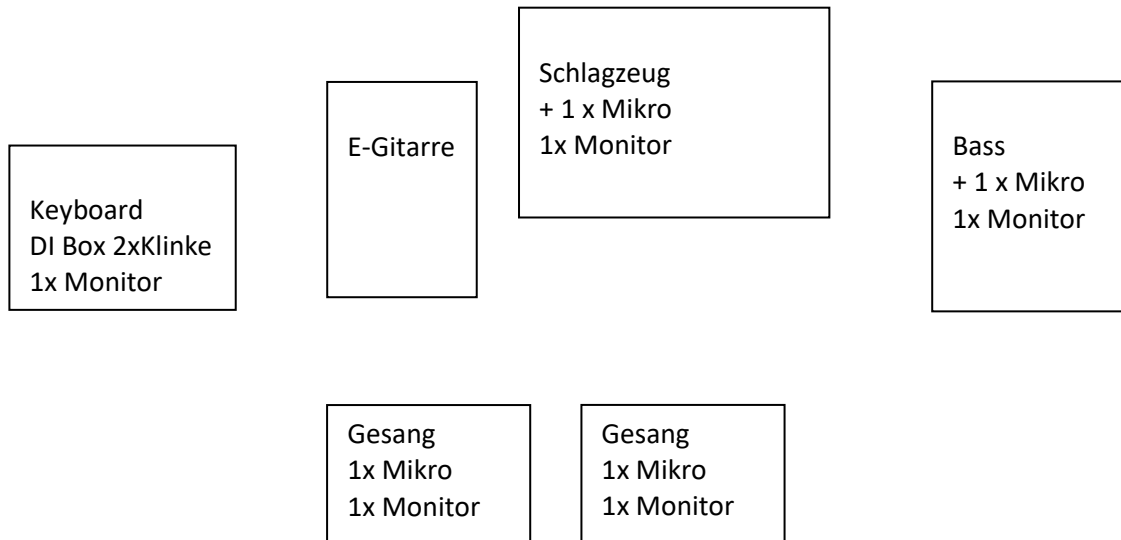 Schlagzeug
+ 1 x Mikro
1x Monitor
E-Gitarre
Bass
+ 1 x Mikro
1x Monitor
Keyboard
DI Box 2xKlinke
1x Monitor
Gesang
1x Mikro
1x Monitor
Gesang
1x Mikro
1x Monitor